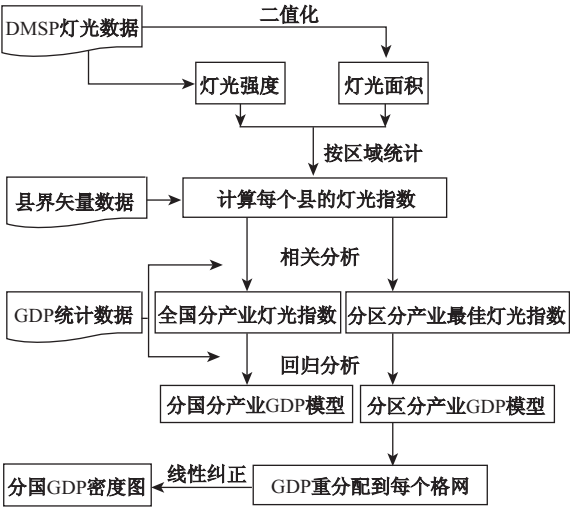 二值化
DMSP灯光数据
灯光强度
灯光面积
按区域统计
县界矢量数据
计算每个县的灯光指数
相关分析
GDP统计数据
全国分产业灯光指数
分区分产业最佳灯光指数
回归分析
分国分产业GDP模型
分区分产业GDP模型
线性纠正
分国GDP密度图
GDP重分配到每个格网